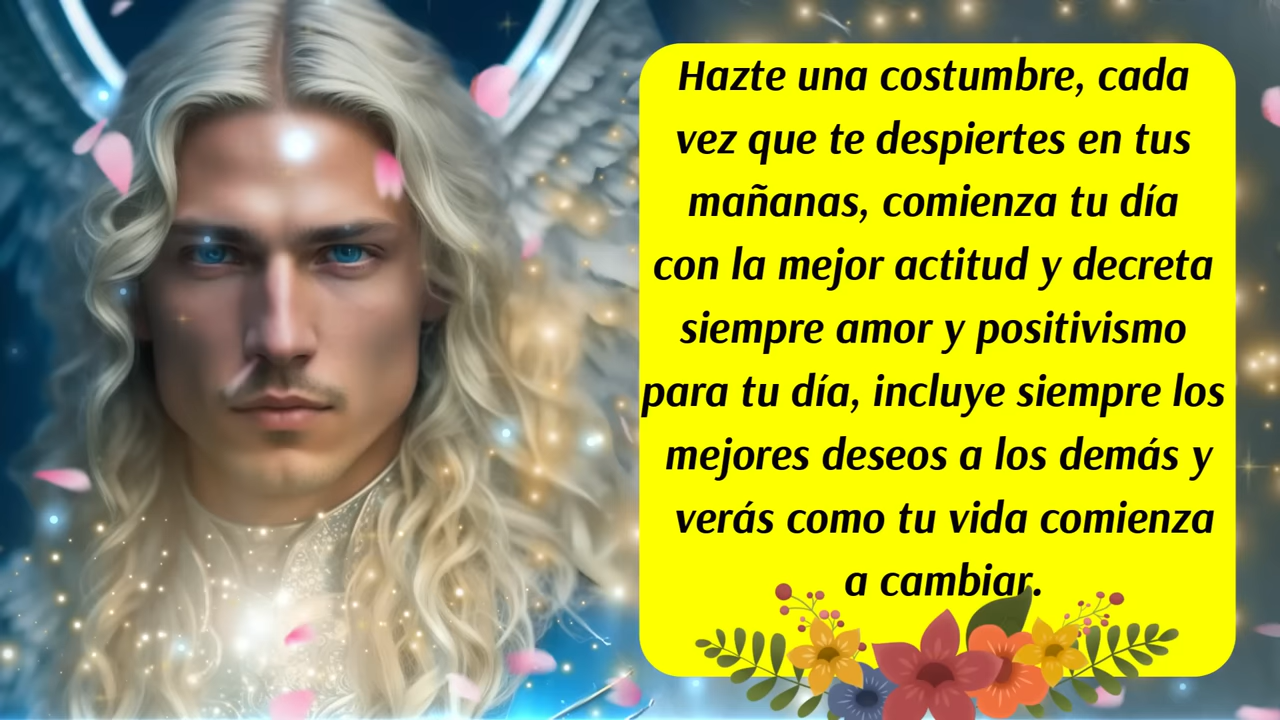 Hazte una costumbre, cada
vez que te despiertes en tus
mañanas, comienza tu día
con la mejor actitud y decreta
siempre amor y positivismo
para tu día, incluye siempre los
mejores deseos a los demás y
verás como tu vida comienza
a cambiar.